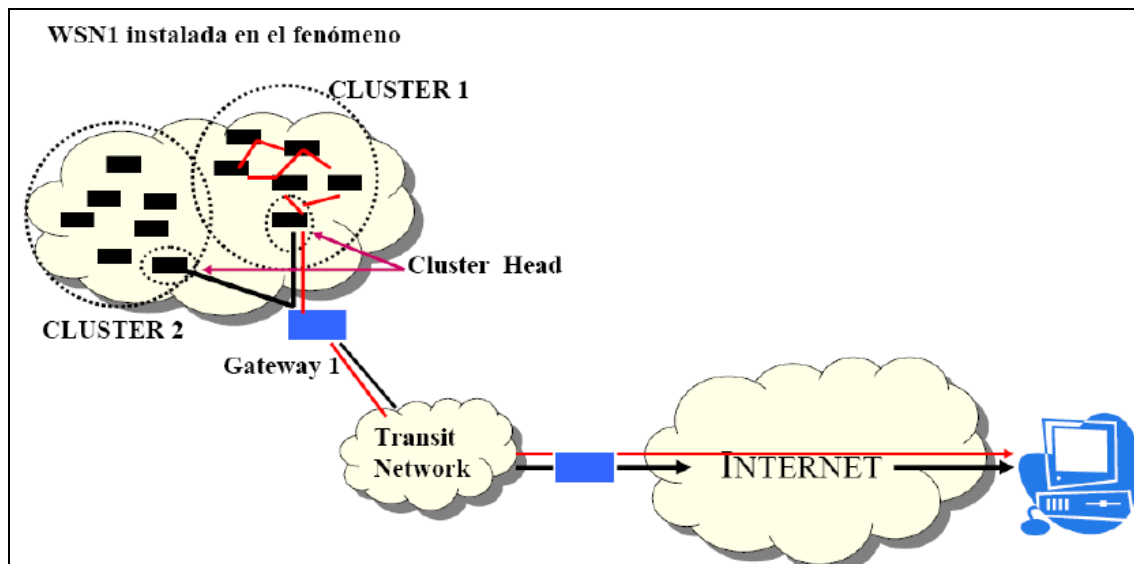 WSN1 instalada en el fenómeno
CLUSTER 1
Cluster Head
CLUSTER 2
Gateway 1
Transit
Network
INTERNET